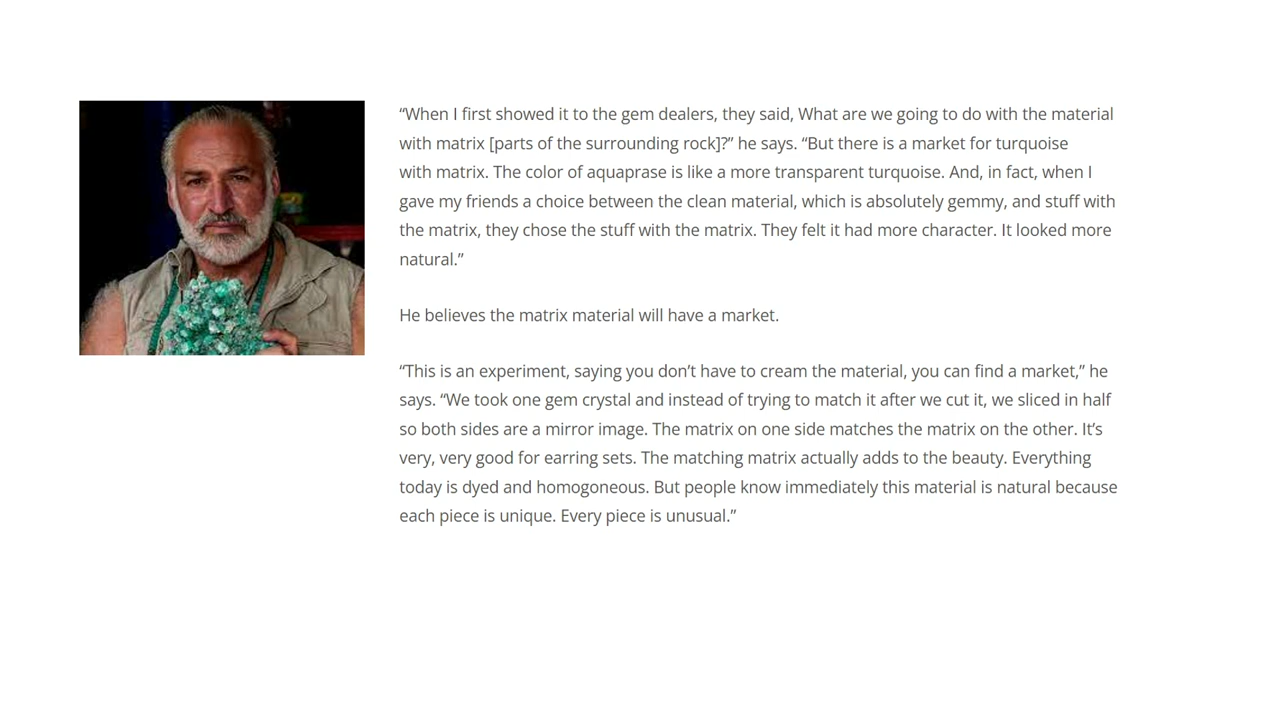 “When I first showed it to the gem dealers, they said, What are we going to do with the material
with matrix [parts of the surrounding rock]?” he says. “But there is a market for turquoise
with matrix. The color of aquaprase is like a more transparent turquoise. And, in fact, when I
gave my friends a choice between the clean material, which is absolutely gemmy, and stuff with
the matrix, they chose the stuff with the matrix. They felt it had more character. It looked more
natural.”
He believes the matrix material will have a market.
“This is an experiment, saying you don’t have to cream the material, you can find a market,” he
says. “We took one gem crystal and instead of trying to match it after we cut it, we sliced in half
so both sides are a mirror image. The matrix on one side matches the matrix on the other. It’s
very, very good for earring sets. The matching matrix actually adds to the beauty. Everything
today is dyed and homogoneous. But people know immediately this material is natural because
each piece is unique. Every piece is unusual.”